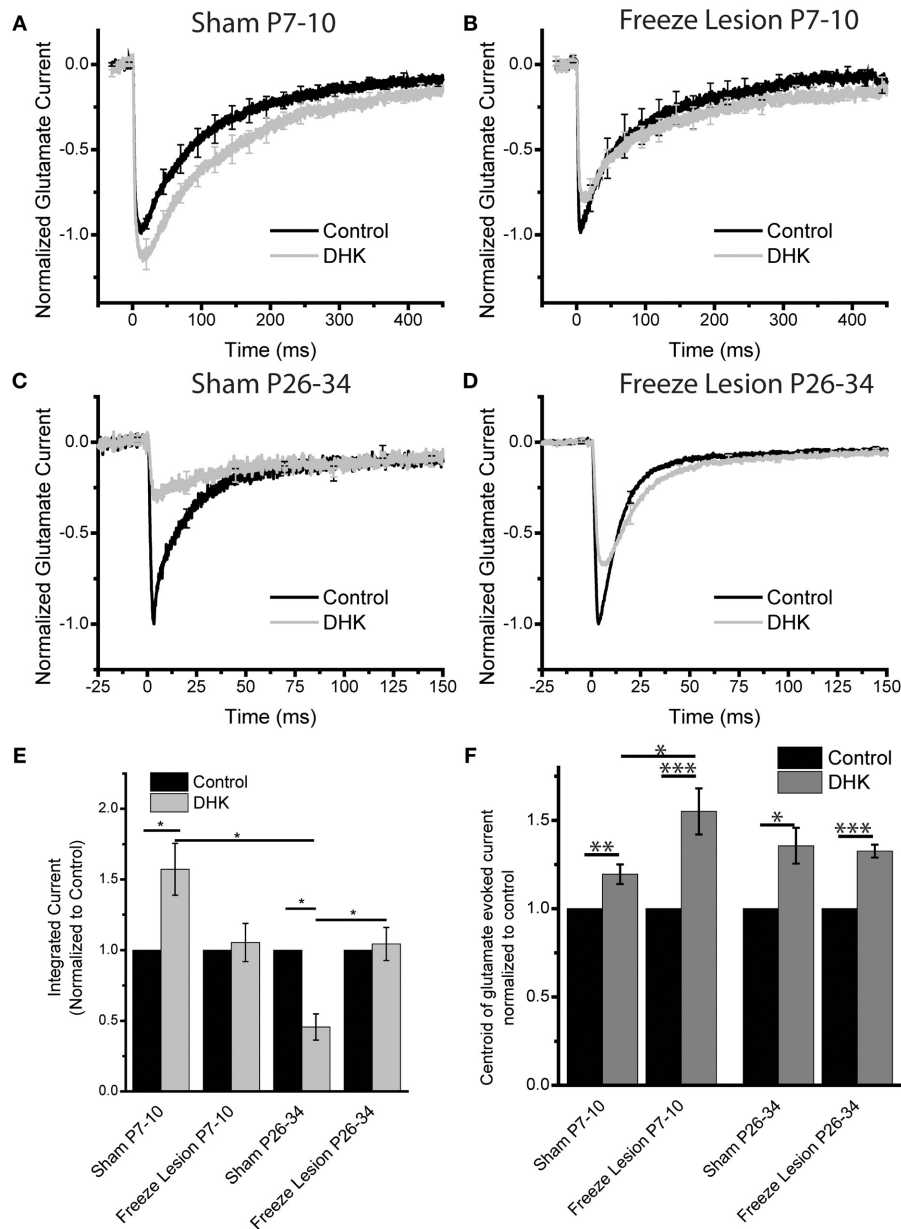 A
Sham P7-10
Normalized Glutamate Current
0.0
-0.5
-1.0
Control
DHK
0
100
200
300
400
Time (ms)
B
Freeze Lesion P7-10
Normalized Glutamate Current
0.0
-0.5
-1.0
Control
DHK
0
100
200
300
400
Time (ms)
C
Sham P26-34
Normalized Glutamate Current
0.0
-0.5
-1.0
Control
DHK
-25
0
25
50
75
100
125
150
Time (ms)
D
Freeze Lesion P26-34
Normalized Glutamate Current
0.0
-0.5
-1.0
Control
DHK
-25
0
25
50
75
100
125
150
Time (ms)
E
Control
DHK
Integrated Current
(Normalized to Control)
2.0
1.5
1.0
0.5
0.0
*
*
*
*
Sham P7-10
Freeze Lesion P7-10
Sham P26-34
Freeze Lesion P26-34
F
Control
DHK
Centroid of glutamate evoked current
normalized to control
1.5
1.0
0.5
0.0
**
*
***
*
***
Sham P7-10
Freeze Lesion P7-10
Sham P26-34
Freeze Lesion P26-34